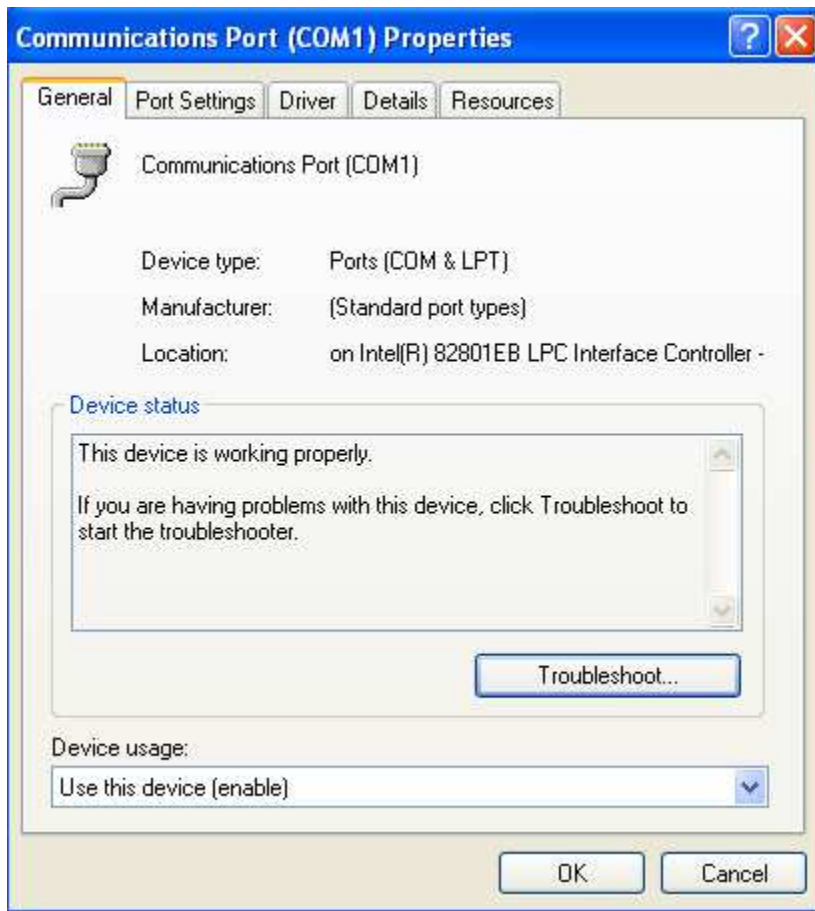 Communications Port (COM1) Properties
General Port Settings Driver Details Resources
Communications Port (COM1)
Device type: Ports (COM & LPT)
Manufacturer: (Standard port types)
Location: on Intel(R) 82801EB LPC Interface Controller -
Device status
This device is working properly.
If you are having problems with this device, click Troubleshoot to
start the troubleshooter.
Troubleshoot...
Device usage:
Use this device (enable)
OK Cancel